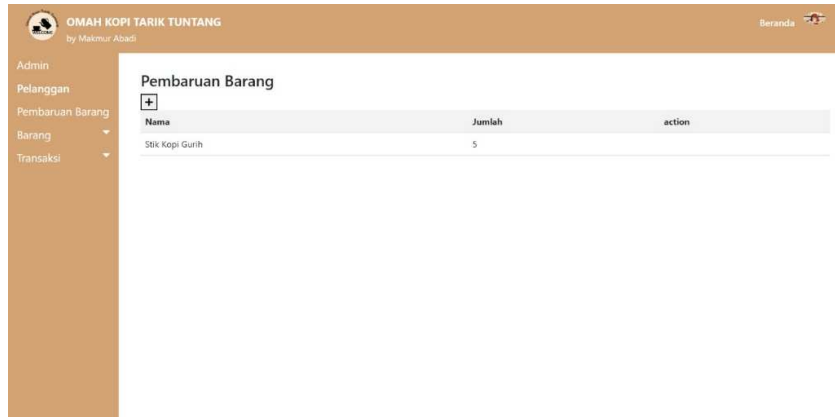 OMAH KOPI TARIK TUNTANG
by Makmur Abadi
Beranda
Admin
Pelanggan
Pembaruan Barang
Barang
Transaksi
Pembaruan Barang
+
Nama Jumlah action
Stik Kopi Gurih 5